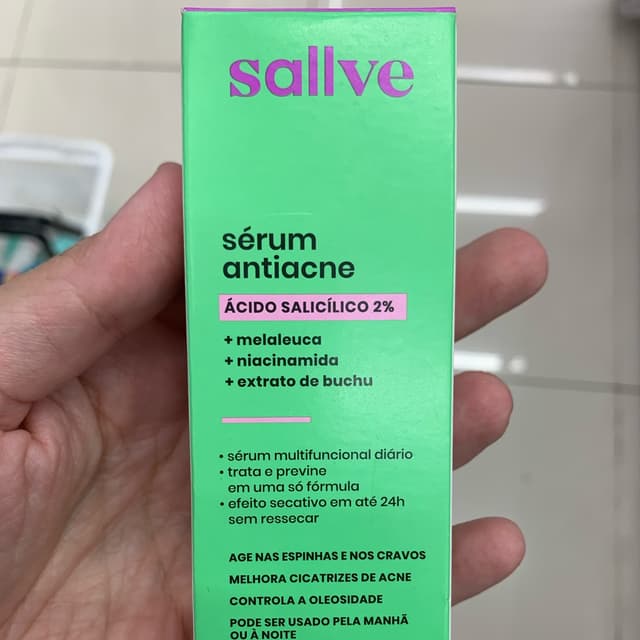 sallve
sérum
antiacne
ÁCIDO SALICÍLICO 2%
+ melaleuca
+ niacinamida
+ extrato de buchu
• sérum multifuncional diário
• trata e previne
em uma só fórmula
• efeito secativo em até 24h
sem ressecar
AGE NAS ESPINHAS E NOS CRAVOS
MELHORA CICATRIZES DE ACNE
CONTROLA A OLEOSIDADE
PODE SER USADO PELA MANHÃ
OU À NOITE